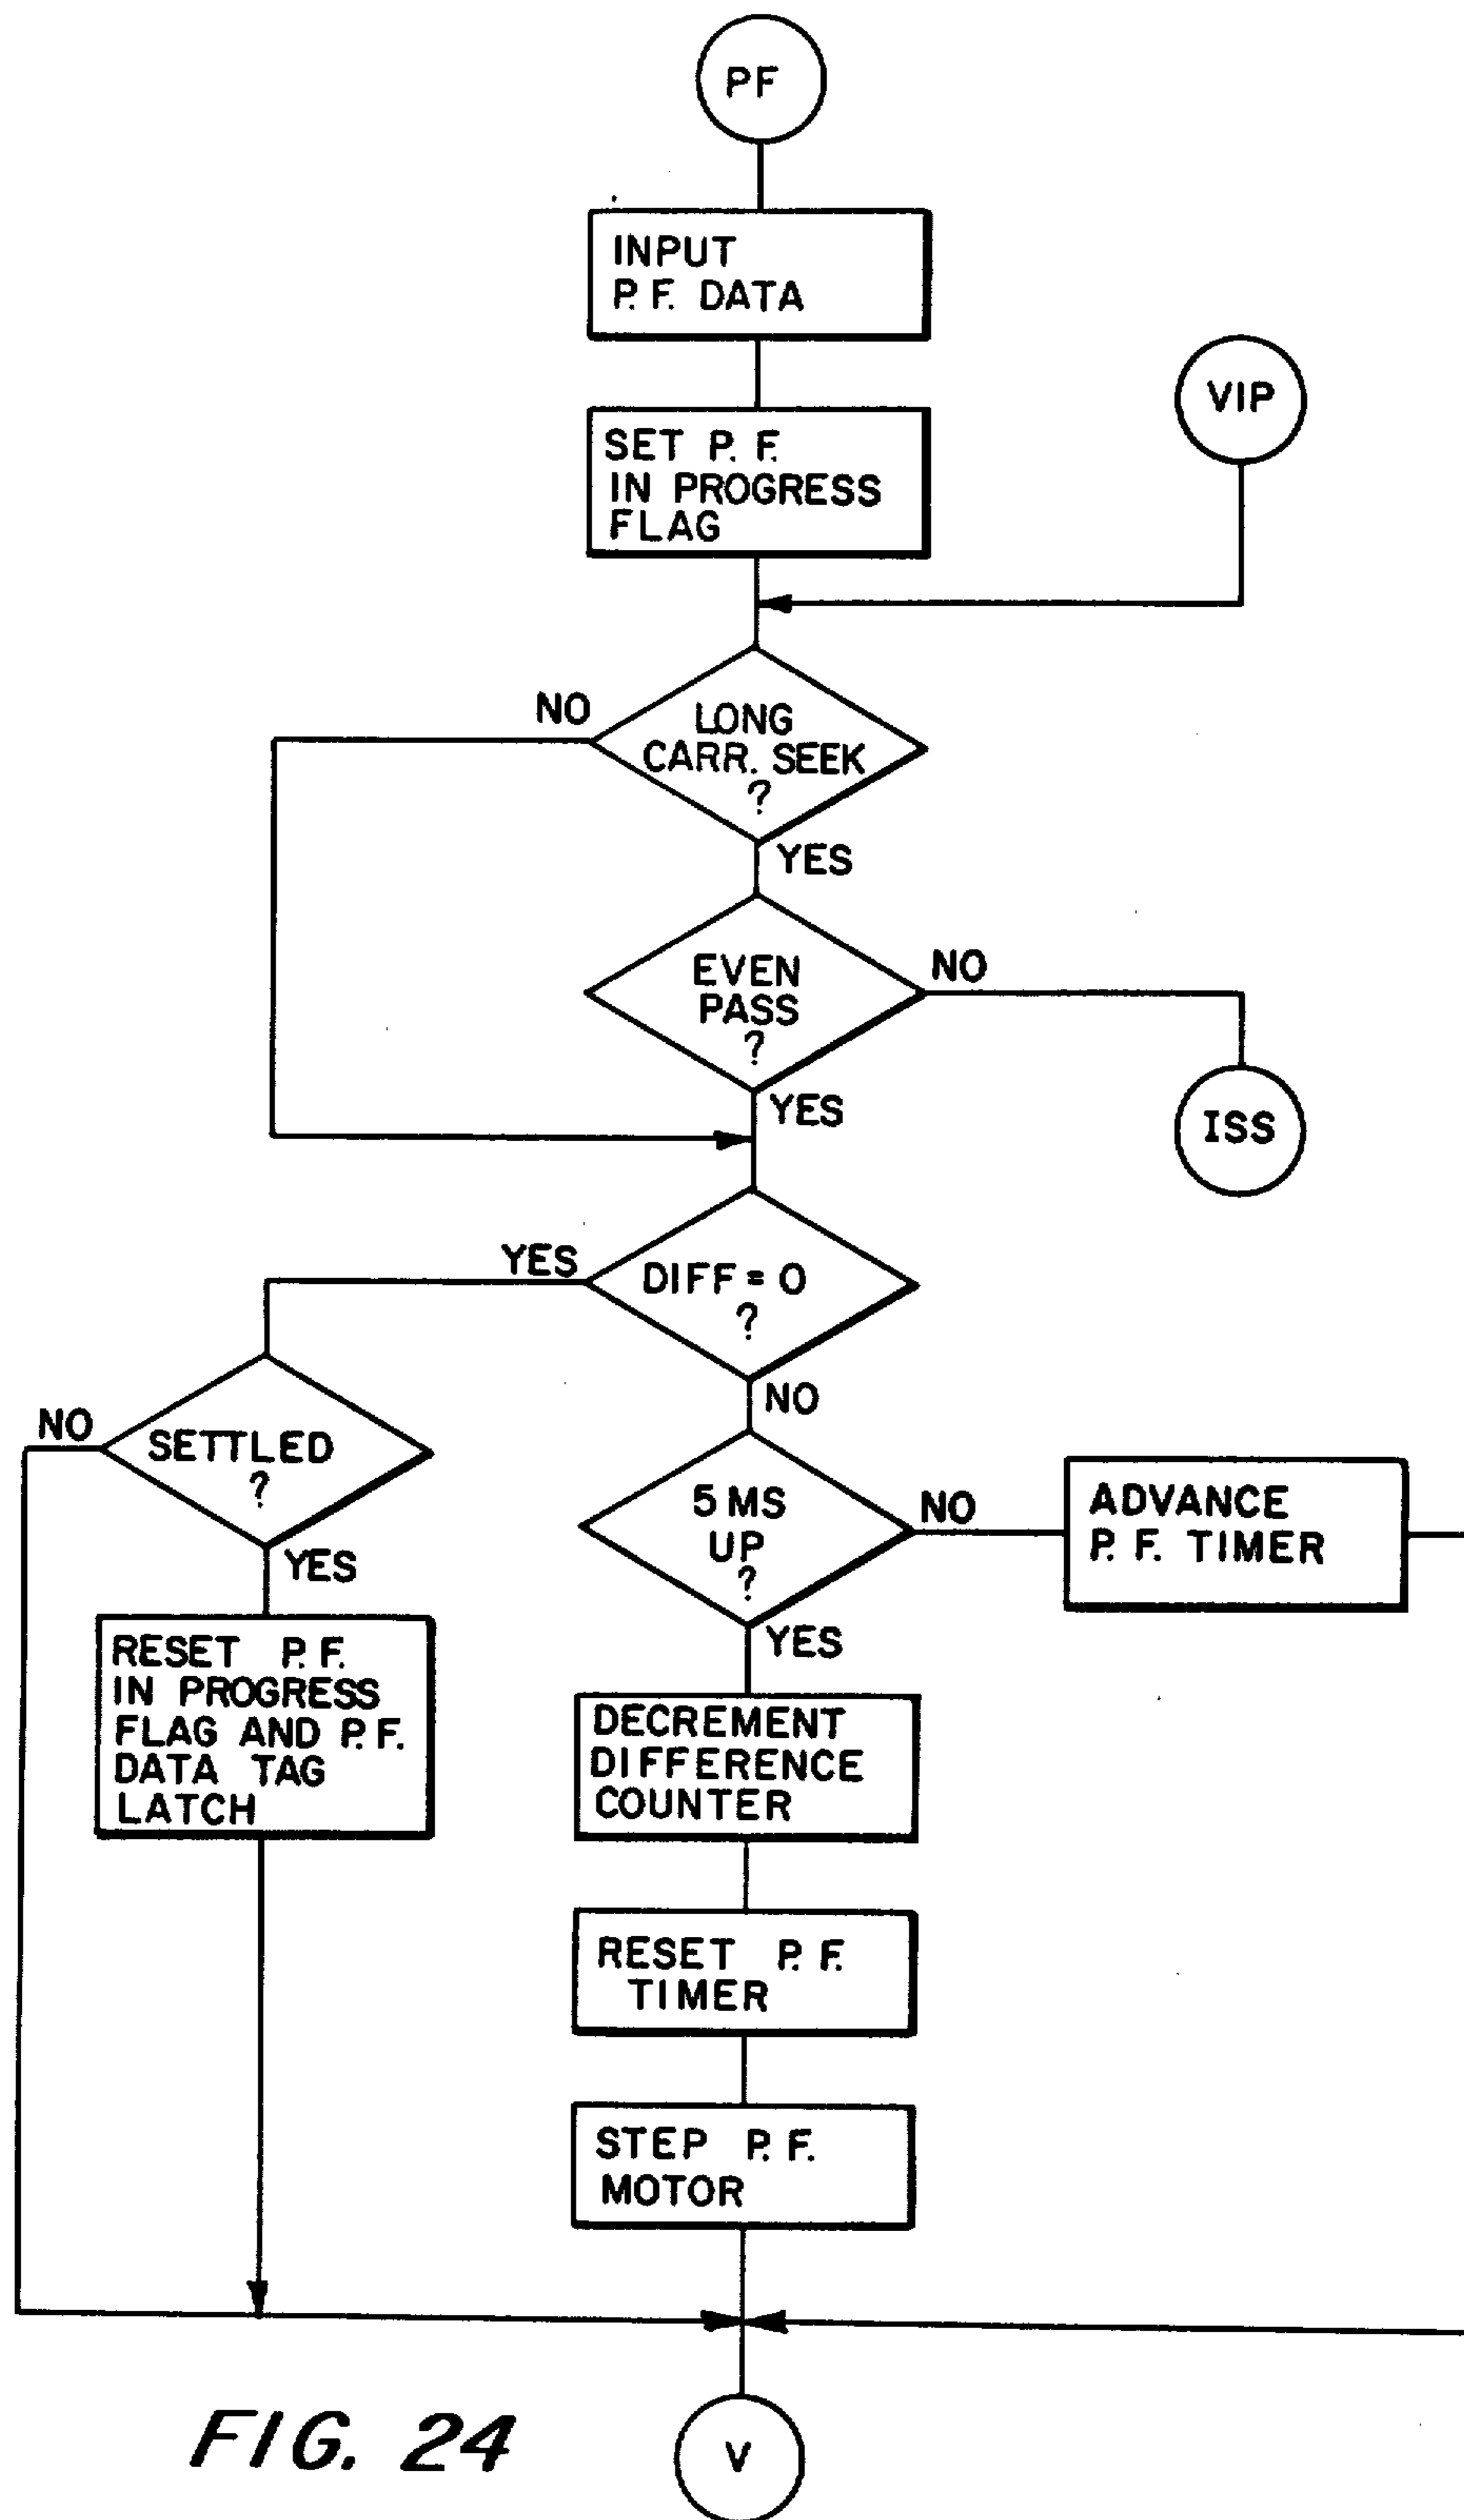 PF
INPUT
P. F. DATA
VIP
SET P. F.
IN PROGRESS
FLAG
NO
LONG
CARR. SEEK
?
YES
EVEN
PASS
?
NO
YES
ISS
YES
DIFF = 0
?
NO
NO
SETTLED
?
YES
5 MS
UP
?
NO
ADVANCE
P. F. TIMER
YES
RESET P. F.
IN PROGRESS
FLAG AND P. F.
DATA TAG
LATCH
DECREMENT
DIFFERENCE
COUNTER
RESET P. F.
TIMER
STEP P. F.
MOTOR
V
FIG. 24